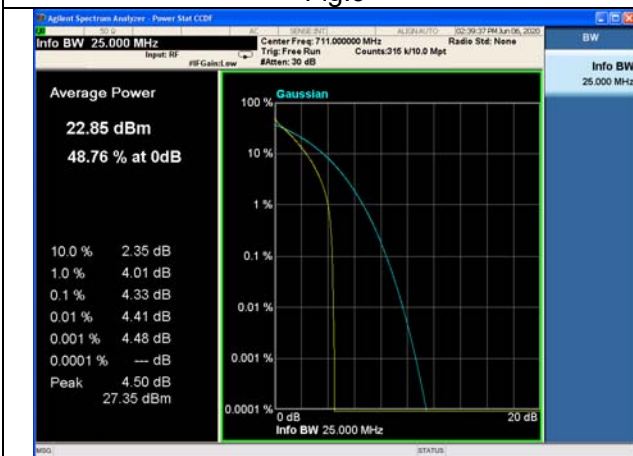 Agilent Spectrum Analyzer - Power Stat CCDF
50 Ω AC SENSE:INT ALIGN AUTO 02:39:37 PM Jun 06, 2020
Info BW 25.000 MHz
Center Freq: 711.000000 MHz Radio Std: None
Input: RF Trig: Free Run Counts:315 k/10.0 Mpt
#IFGain:Low #Atten: 30 dB
BW
Info BW
25.000 MHz
Average Power
22.85 dBm
48.76 % at 0dB
10.0 % 2.35 dB
1.0 % 4.01 dB
0.1 % 4.33 dB
0.01 % 4.41 dB
0.001 % 4.48 dB
0.0001 % --- dB
Peak 4.50 dB
27.35 dBm
Gaussian
100 %
10 %
1 %
0.1 %
0.01 %
0.001 %
0.0001 %
0 dB 20 dB
Info BW 25.000 MHz
MSG STATUS